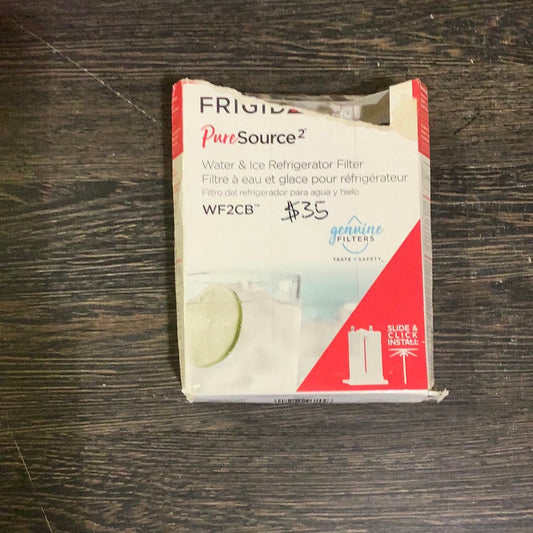 FRIGID
PureSource2
Water & Ice Refrigerator Filter
Filtre à eau et glace pour réfrigérateur
Filtro del refrigerador para agua y hielo
WF2CB™ $35
genuine
FILTERS
TASTE + SAFETY
SLIDE &
CLICK
INSTALL